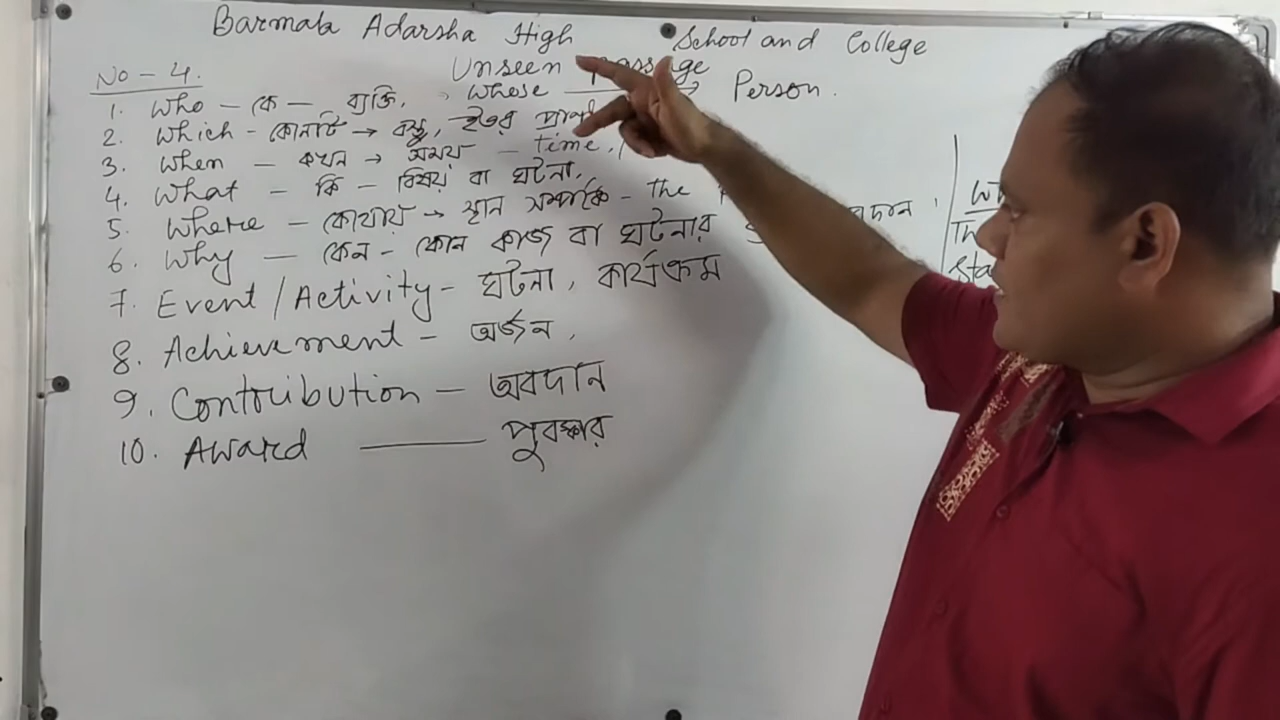 Barmala Adarsha High School and College
Unseen passage
No - 4.
1. Who - কে - ব্যক্তি, whose → Person.
2. Which - কোনটি → বস্তু, ইতর
3. When - কখন → সময় - time,
4. What - কি - বিষয় বা ঘটনা,
5. Where - কোথায় → স্থান সম্পর্কে - the
6. Why - কেন - কোন কাজ বা ঘটনার
7. Event / Activity - ঘটনা, কার্যক্রম
8. Achievement - অর্জন,
9. Contribution - অবদান
10. Award — পুরস্কার